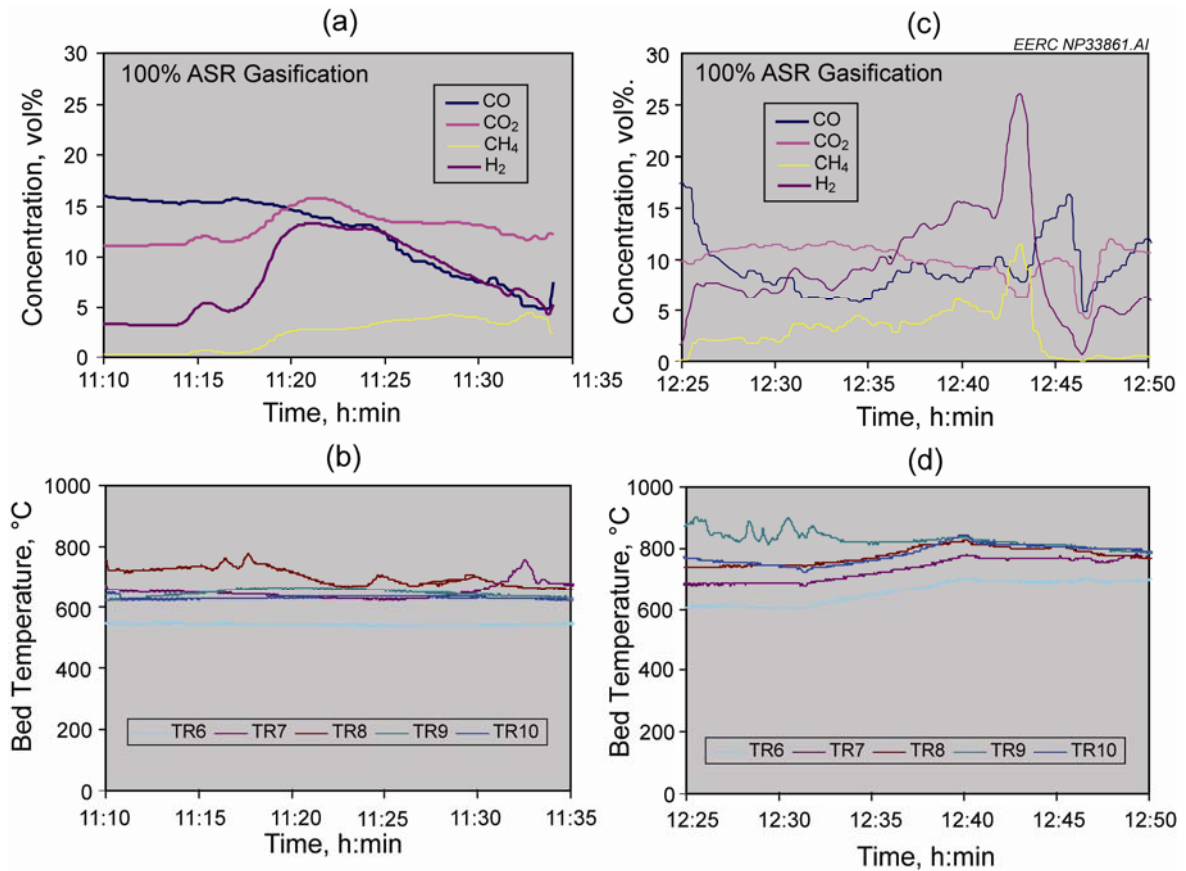 (a)
100% ASR Gasification
CO
CO₂
CH₄
H₂
30
25
20
15
10
5
0
Concentration, vol%
11:10 11:15 11:20 11:25 11:30 11:35
Time, h:min
(c)
EERC NP33861.AI
100% ASR Gasification
CO
CO₂
CH₄
H₂
30
25
20
15
10
5
0
Concentration, vol%.
12:25 12:30 12:35 12:40 12:45 12:50
Time, h:min
(b)
1000
800
600
400
200
0
Bed Temperature, °C
TR6 TR7 TR8 TR9 TR10
11:10 11:15 11:20 11:25 11:30 11:35
Time, h:min
(d)
1000
800
600
400
200
0
Bed Temperature, °C
TR6 TR7 TR8 TR9 TR10
12:25 12:30 12:35 12:40 12:45 12:50
Time, h:min